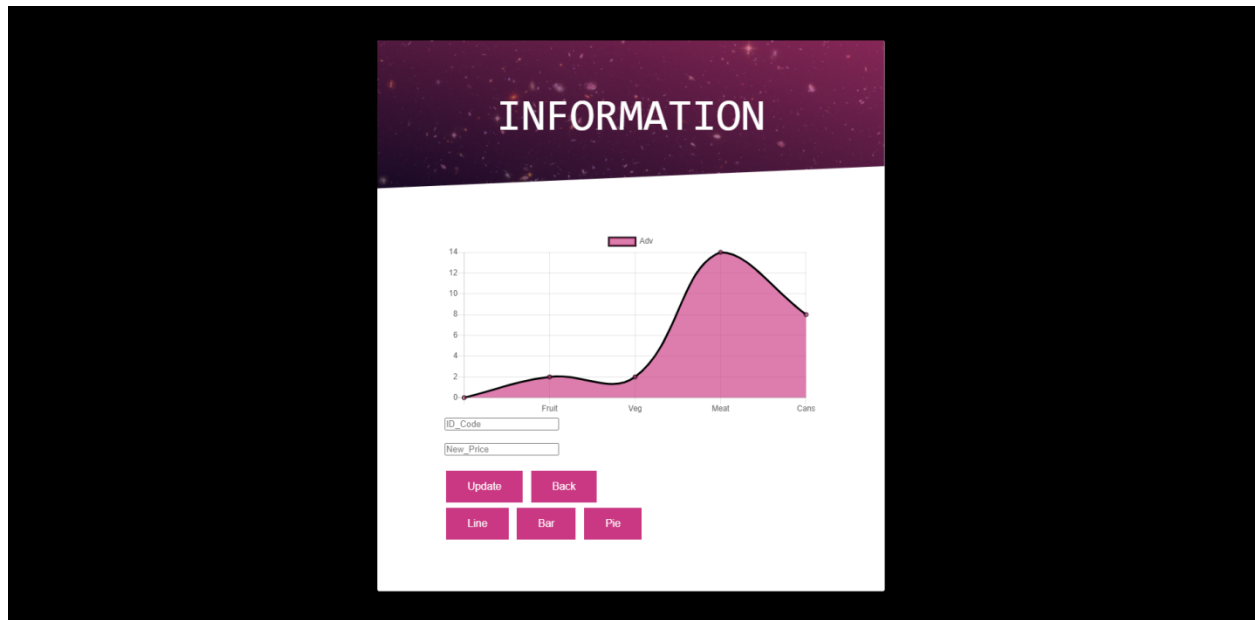 INFORMATION
Adv
14
12
10
8
6
4
2
0
Fruit Veg Meat Cans
ID_Code
New_Price
Update Back
Line Bar Pie